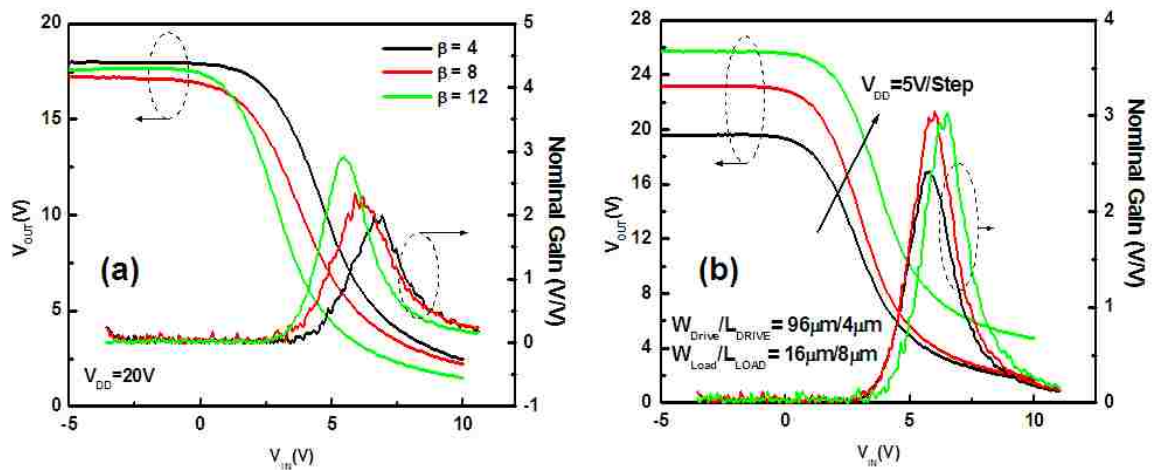 20
15
10
5
0
V_OUT(V)
-5
0
5
10
V_IN(V)
5
4
3
2
1
0
-1
Nominal Gain (V/V)
β = 4
β = 8
β = 12
(a)
V_DD=20V
28
24
20
16
12
8
4
0
V_OUT(V)
-5
0
5
10
V_IN(V)
4
3
2
1
0
Nominal Gain (V/V)
V_DD=5V/Step
(b)
W_Drive/L_DRIVE = 96μm/4μm
W_Load/L_LOAD = 16μm/8μm